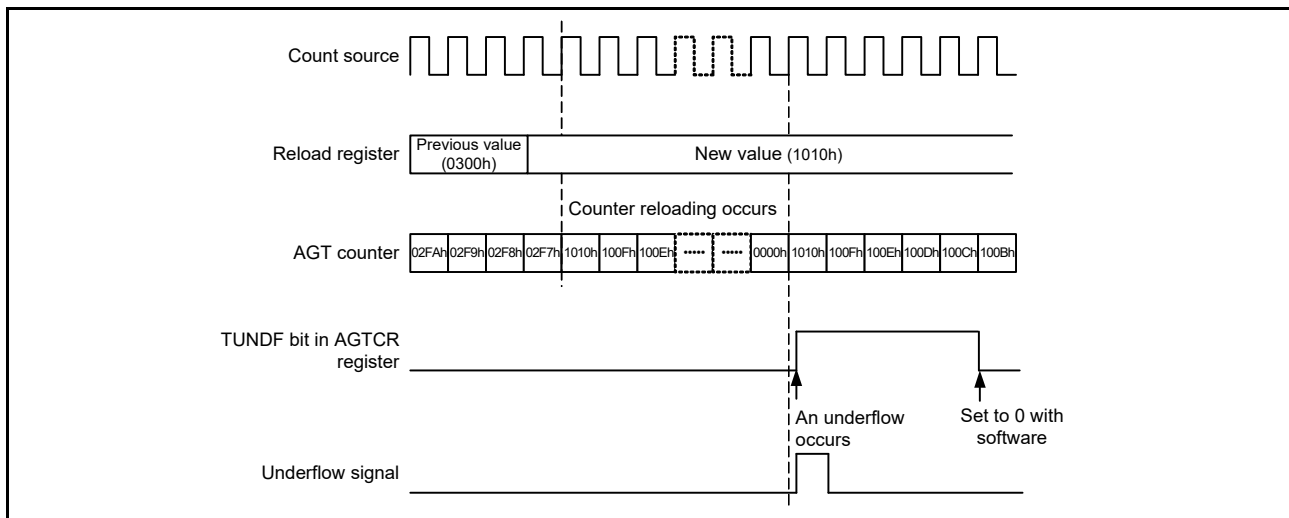 Count source
Reload register
Previous value
(0300h)
New value (1010h)
Counter reloading occurs
AGT counter
02FAh 02F9h 02F8h 02F7h 1010h 100Fh 100Eh ..... ..... 0000h 1010h 100Fh 100Eh 100Dh 100Ch 100Bh
TUNDF bit in AGTCR
register
An underflow
occurs
Set to 0 with
software
Underflow signal